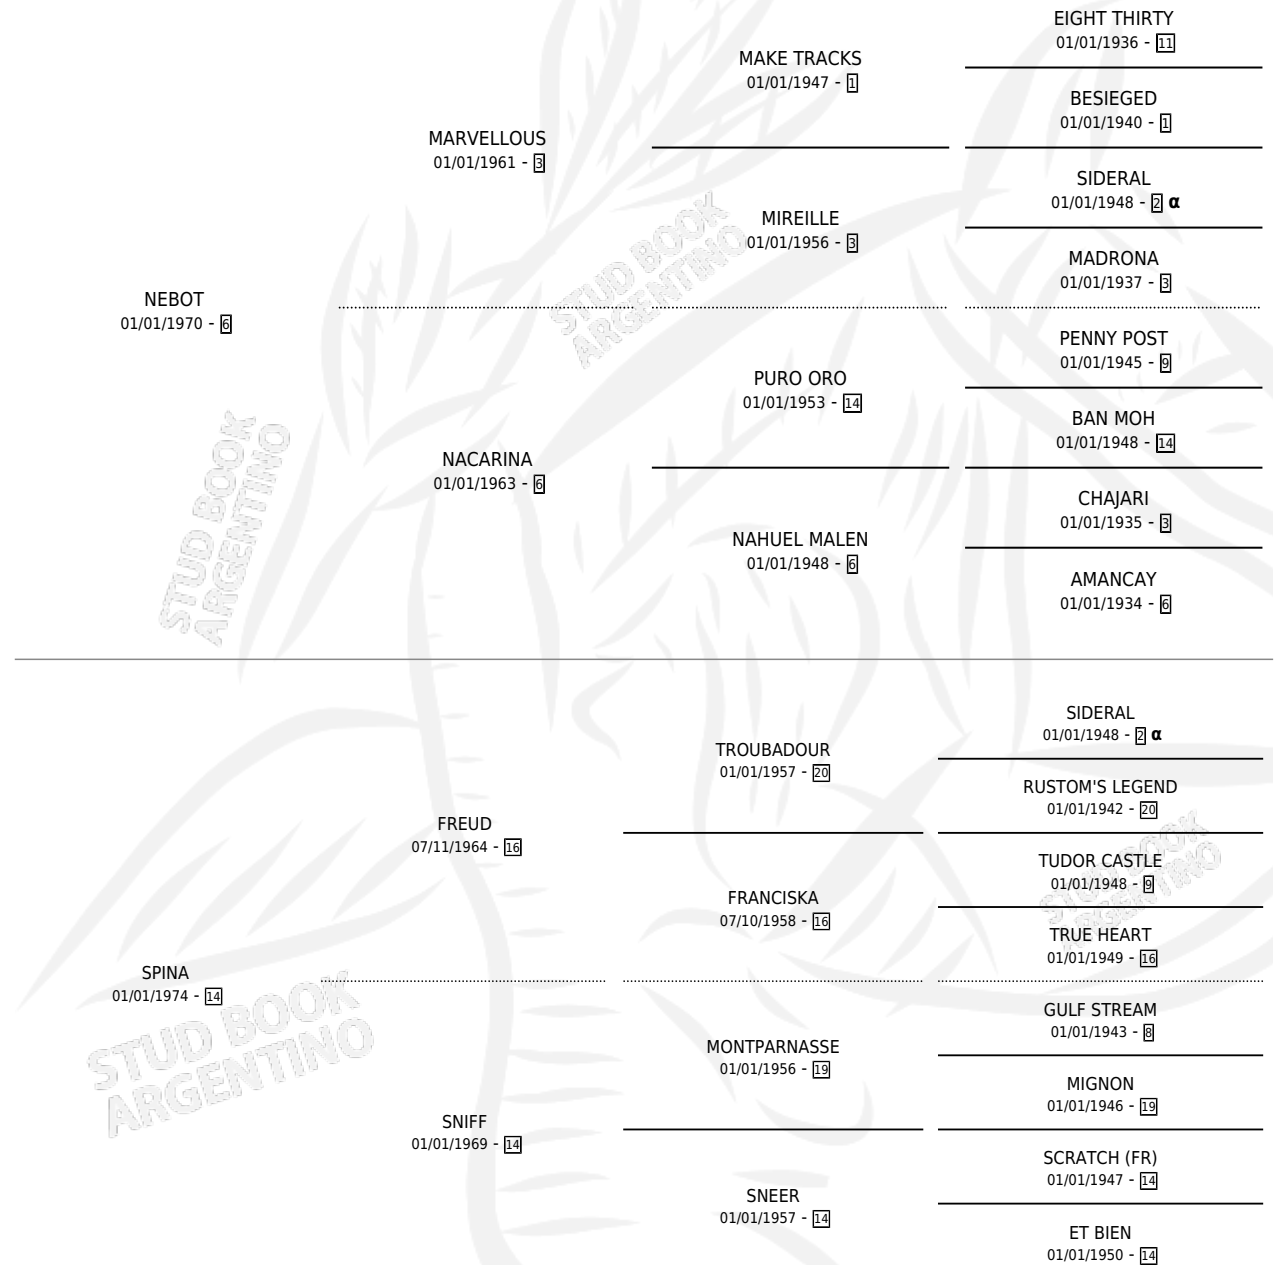 EIGHT THIRTY
01/01/1936 - 11
MAKE TRACKS
01/01/1947 - 1
BESIEGED
01/01/1940 - 1
MARVELLOUS
01/01/1961 - 3
SIDERAL
01/01/1948 - 2 α
MIREILLE
01/01/1956 - 3
MADRONA
01/01/1937 - 3
NEBOT
01/01/1970 - 6
PENNY POST
01/01/1945 - 9
PURO ORO
01/01/1953 - 14
BAN MOH
01/01/1948 - 14
NACARINA
01/01/1963 - 6
CHAJARI
01/01/1935 - 3
NAHUEL MALEN
01/01/1948 - 6
AMANCAY
01/01/1934 - 6
SIDERAL
01/01/1948 - 2 α
TROUBADOUR
01/01/1957 - 20
RUSTOM'S LEGEND
01/01/1942 - 20
FREUD
07/11/1964 - 16
TUDOR CASTLE
01/01/1948 - 9
FRANCISKA
07/10/1958 - 16
TRUE HEART
01/01/1949 - 16
SPINA
01/01/1974 - 14
GULF STREAM
01/01/1943 - 8
MONTPARNASSE
01/01/1956 - 19
MIGNON
01/01/1946 - 19
SNIFF
01/01/1969 - 14
SCRATCH (FR)
01/01/1947 - 14
SNEER
01/01/1957 - 14
ET BIEN
01/01/1950 - 14
STUD BOOK
ARGENTINO
STUD BOOK
ARGENTINO
STUD BOOK
ARGENTINO
STUD BOOK
ARGENTINO